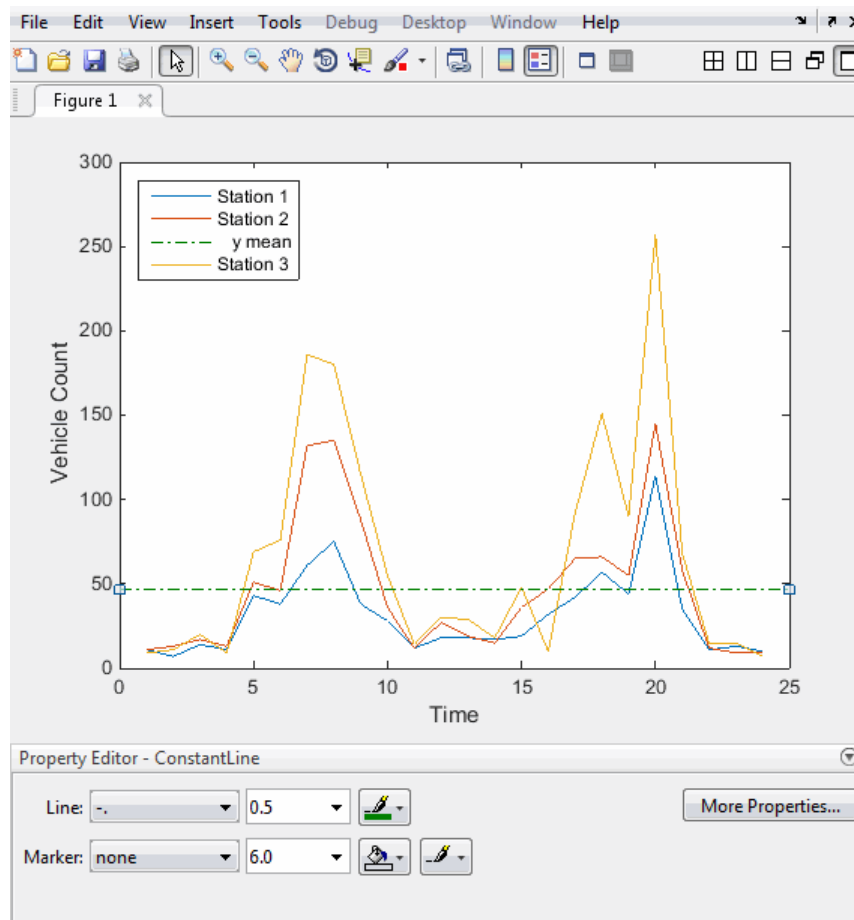 File Edit View Insert Tools Debug Desktop Window Help
Figure 1
300
250
200
150
100
50
0
Vehicle Count
Station 1
Station 2
y mean
Station 3
0 5 10 15 20 25
Time
Property Editor - ConstantLine
Line: -. 0.5 More Properties...
Marker: none 6.0